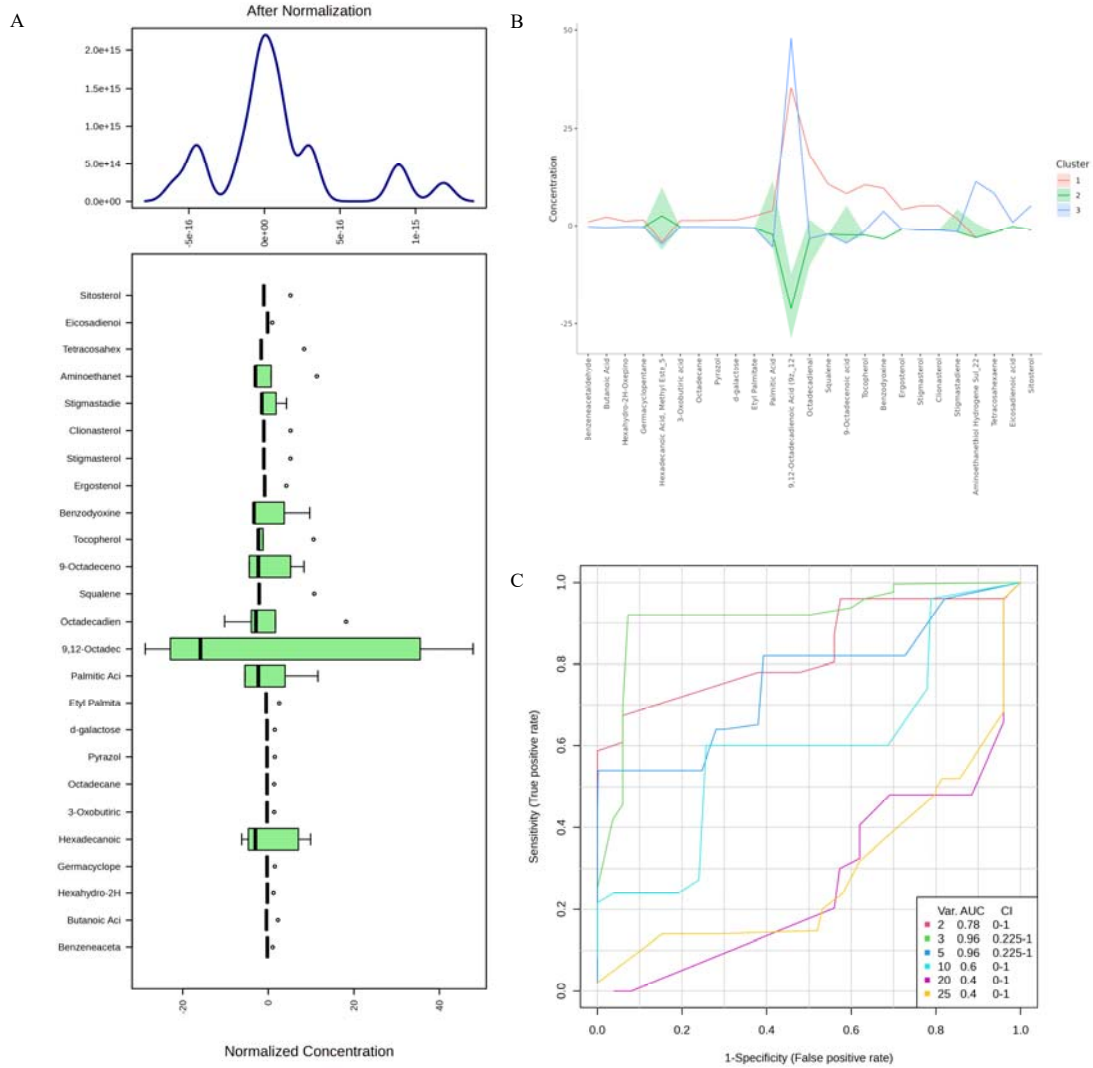 A
After Normalization
2.0e+15
1.5e+15
1.0e+15
5.0e+14
0.0e+00
-5e-16
0e+00
5e-16
1e-15
Sitosterol
Eicosadienoi
Tetracosahex
Aminoethanet
Stigmastadie
Clionasterol
Stigmasterol
Ergostenol
Benzodyoxine
Tocopherol
9-Octadeceno
Squalene
Octadecadien
9,12-Octadec
Palmitic Aci
Etyl Palmita
d-galactose
Pyrazol
Octadecane
3-Oxobutiric
Hexadecanoic
Germacyclope
Hexahydro-2H
Butanoic Aci
Benzeneaceta
-20
0
20
40
Normalized Concentration
B
50
25
0
-25
Concentration
Benzeneacetaldehyde
Butanoic Acid
Hexahydro-2H-Oxepino
Germacyclopentane
Hexadecanoic Acid, Methyl Este_5
3-Oxobutiric acid
Octadecane
Pyrazol
d-galactose
Etyl Palmitate
Palmitic Acid
9,12-Octadecadienoic Acid (9z_12
Octadecadienal
Squalene
9-Octadecenoic acid
Tocopherol
Benzodyoxine
Ergostenol
Stigmasterol
Clionasterol
Stigmastadiene
Aminoethanethiol Hydrogene Sul_22
Tetracosahexaene
Eicosadienoic acid
Sitosterol
Cluster
1
2
3
C
Sensitivity (True positive rate)
1.0
0.8
0.6
0.4
0.2
0.0
0.0
0.2
0.4
0.6
0.8
1.0
1-Specificity (False positive rate)
Var. AUC CI
2 0.78 0-1
3 0.96 0.225-1
5 0.96 0.225-1
10 0.6 0-1
20 0.4 0-1
25 0.4 0-1